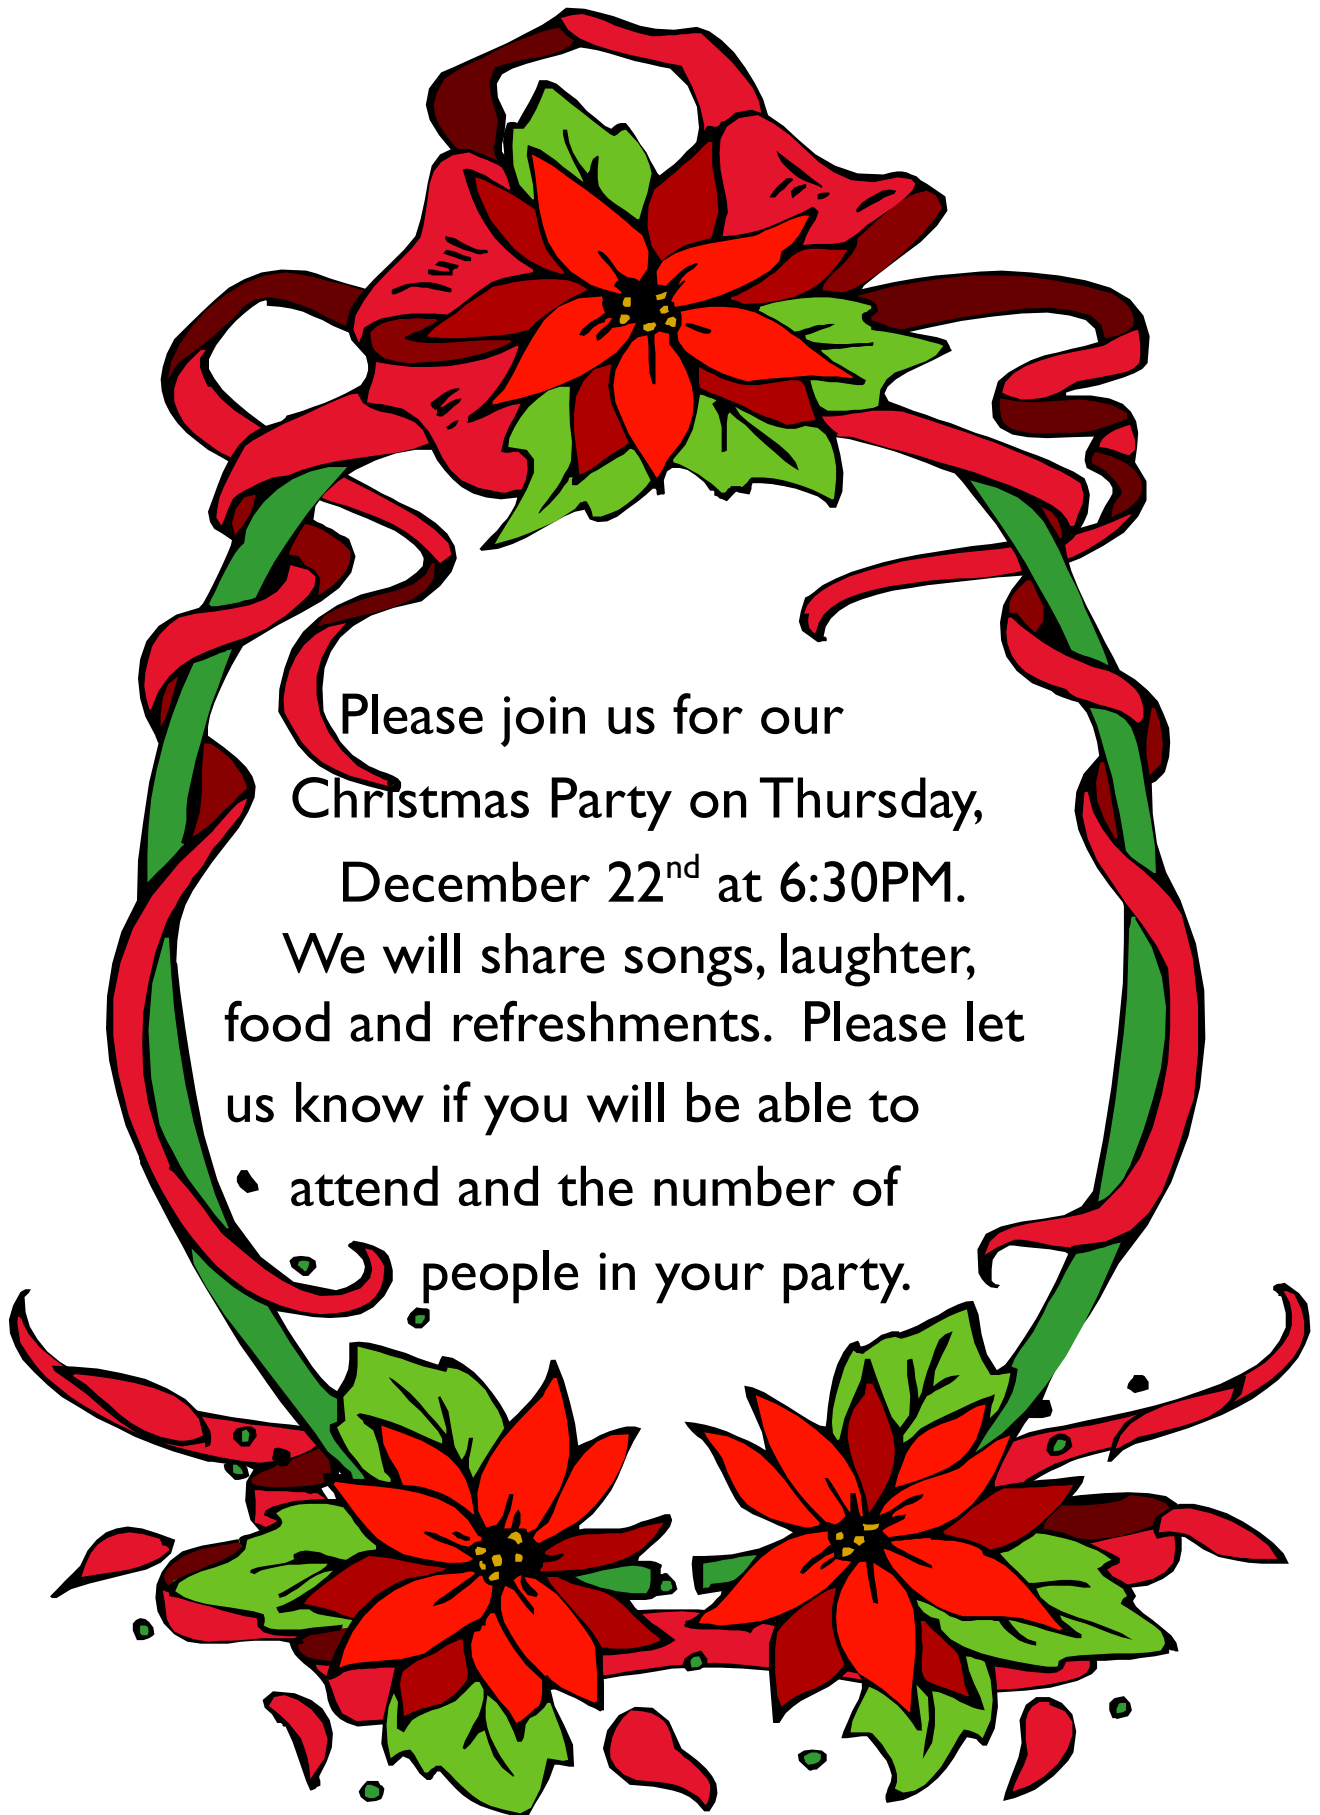 Please join us for our
Christmas Party on Thursday,
December 22nd at 6:30PM.
We will share songs, laughter,
food and refreshments.  Please let
us know if you will be able to
attend and the number of
people in your party.